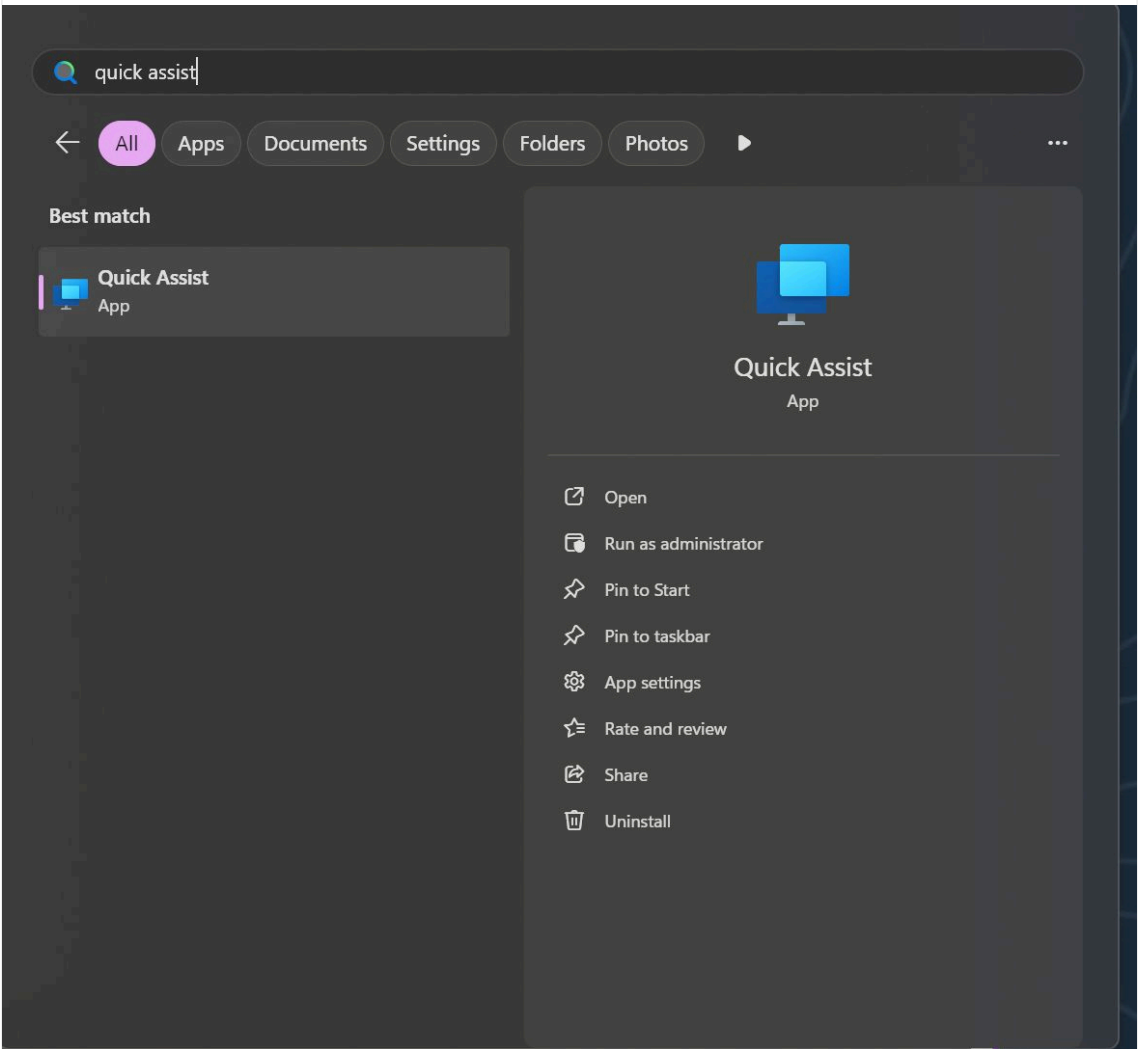 quick assist
All Apps Documents Settings Folders Photos
Best match
Quick Assist
App
Quick Assist
App
Open
Run as administrator
Pin to Start
Pin to taskbar
App settings
Rate and review
Share
Uninstall